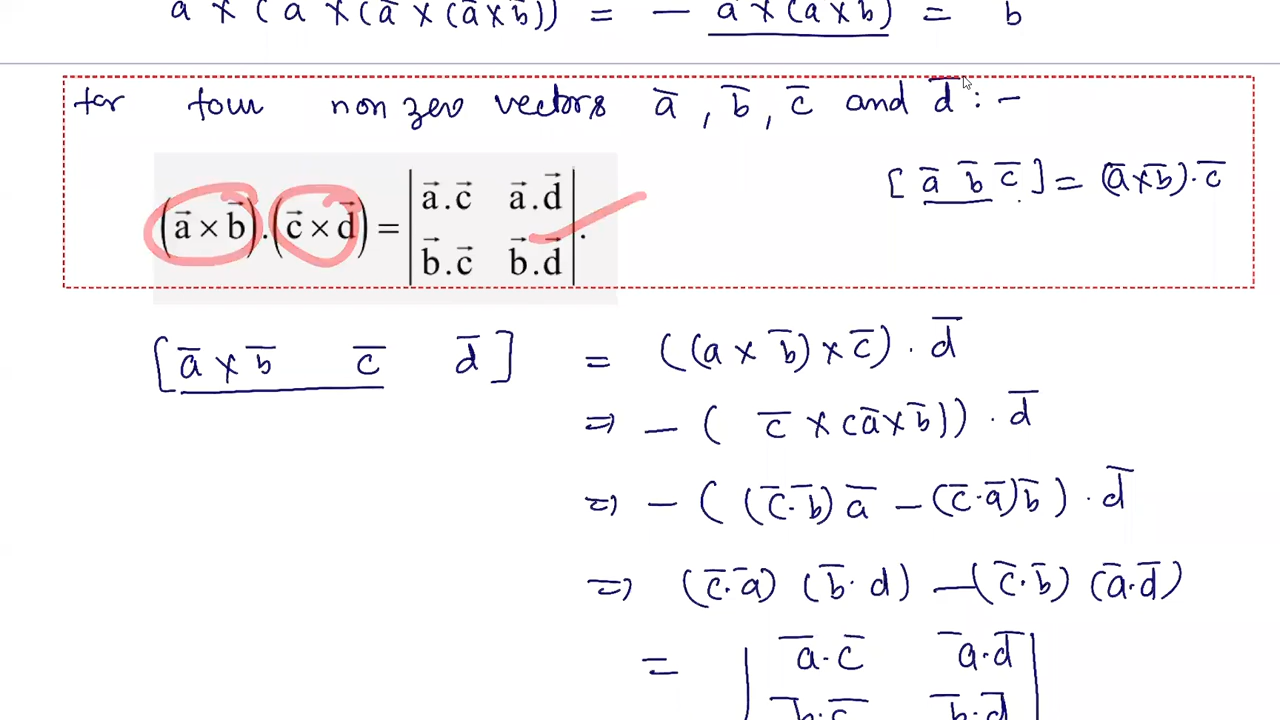 a × ( a × ( a̅ × ( a̅ × b̅ ) ) ) = − a × ( a × b ) = b
for four non zero vectors a̅ , b̅ , c̅ and d̅ : −
[ a̅ b̅ c̅ ] = ( a̅ × b̅ ) · c̅
(a⃗ × b⃗).(c⃗ × d⃗) = | a⃗.c⃗ a⃗.d⃗ |
| b⃗.c⃗ b⃗.d⃗ | .
[ a̅ × b̅ c̅ d̅ ] = ( ( a × b̅ ) × c̅ ) · d̅
⇒ − ( c̅ × ( a̅ × b̅ ) ) · d̅
⇒ − ( ( c̅ · b̅ ) a̅ − ( c̅ · a̅ ) b̅ ) · d̅
⇒ ( c̅ · a̅ ) ( b̅ · d ) − ( c̅ · b̅ ) ( a̅ · d̅ )
= | a̅ · c̅ a̅ · d̅ |
b̅ · c̅ b̅ · d̅